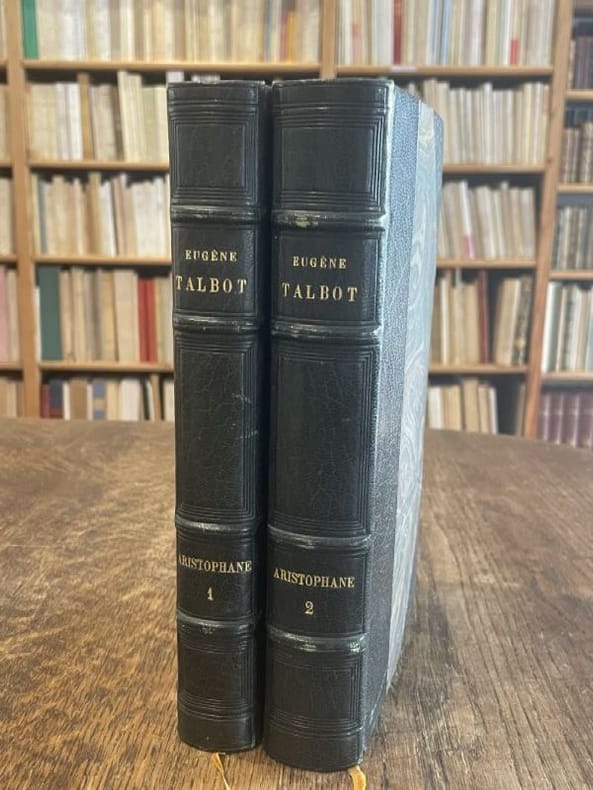 EUGÈNE
TALBOT
ARISTOPHANE
1
EUGÈNE
TALBOT
ARISTOPHANE
2